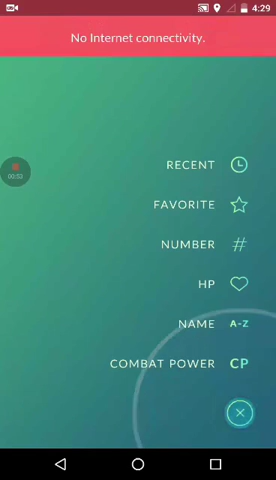 4:29
No Internet connectivity.
RECENT
FAVORITE
00:53
NUMBER #
HP
NAME A-Z
COMBAT POWER CP